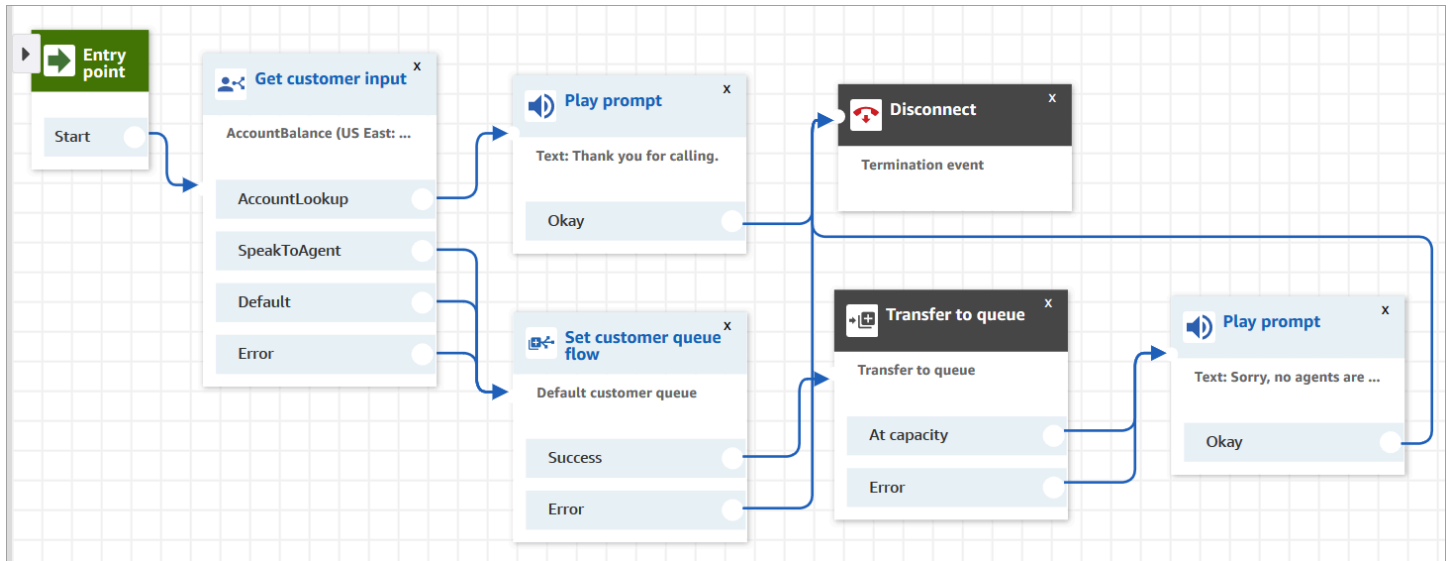 Entry
point
Start
Get customer input
x
AccountBalance (US East: ...
AccountLookup
SpeakToAgent
Default
Error
Play prompt
x
Text: Thank you for calling.
Okay
Set customer queue
flow
x
Default customer queue
Success
Error
Disconnect
x
Termination event
Transfer to queue
x
Transfer to queue
At capacity
Error
Play prompt
x
Text: Sorry, no agents are ...
Okay